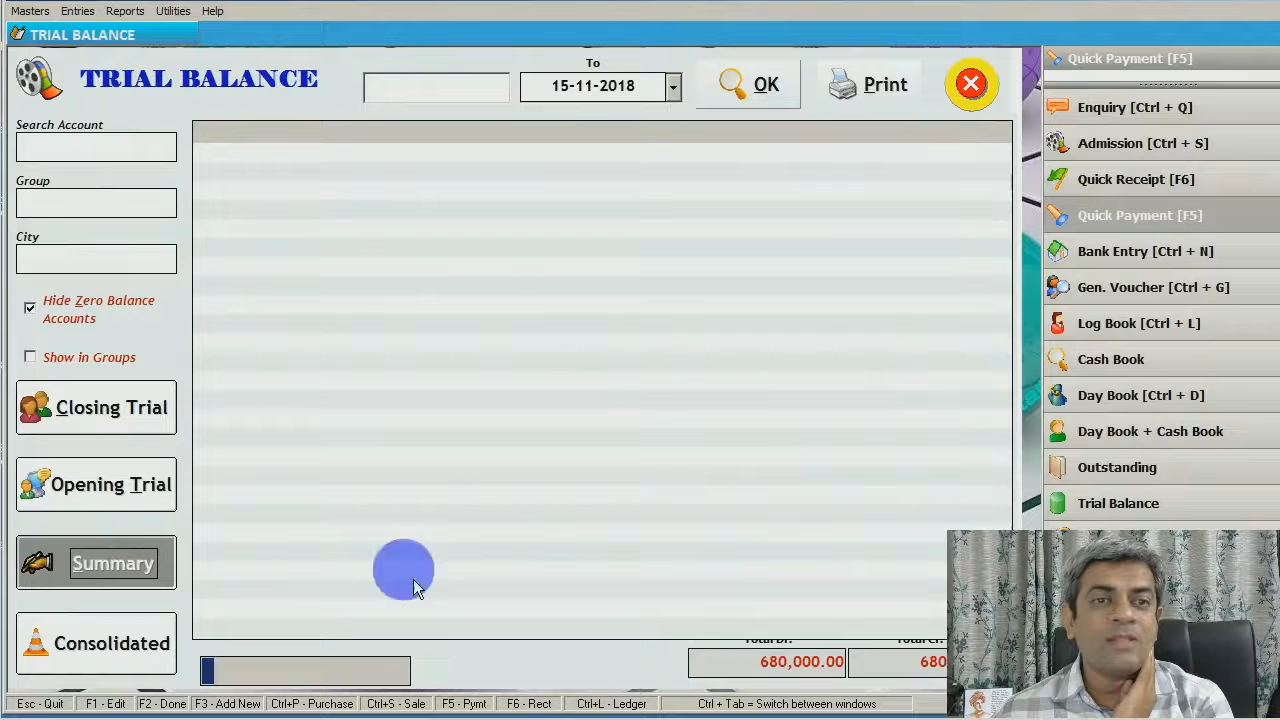 Masters Entries Reports Utilities Help
TRIAL BALANCE
TRIAL BALANCE
To
15-11-2018
OK
Print
Search Account
Group
City
Hide Zero Balance
Accounts
Show in Groups
Closing Trial
Opening Trial
Summary
Consolidated
680,000.00
680
Esc - Quit F1 - Edit F2 - Done F3 - Add New Ctrl+P - Purchase Ctrl+S - Sale F5 - Pymt F6 - Rect Ctrl+L - Ledger Ctrl + Tab = Switch between windows
Quick Payment [F5]
Enquiry [Ctrl + Q]
Admission [Ctrl + S]
Quick Receipt [F6]
Quick Payment [F5]
Bank Entry [Ctrl + N]
Gen. Voucher [Ctrl + G]
Log Book [Ctrl + L]
Cash Book
Day Book [Ctrl + D]
Day Book + Cash Book
Outstanding
Trial Balance